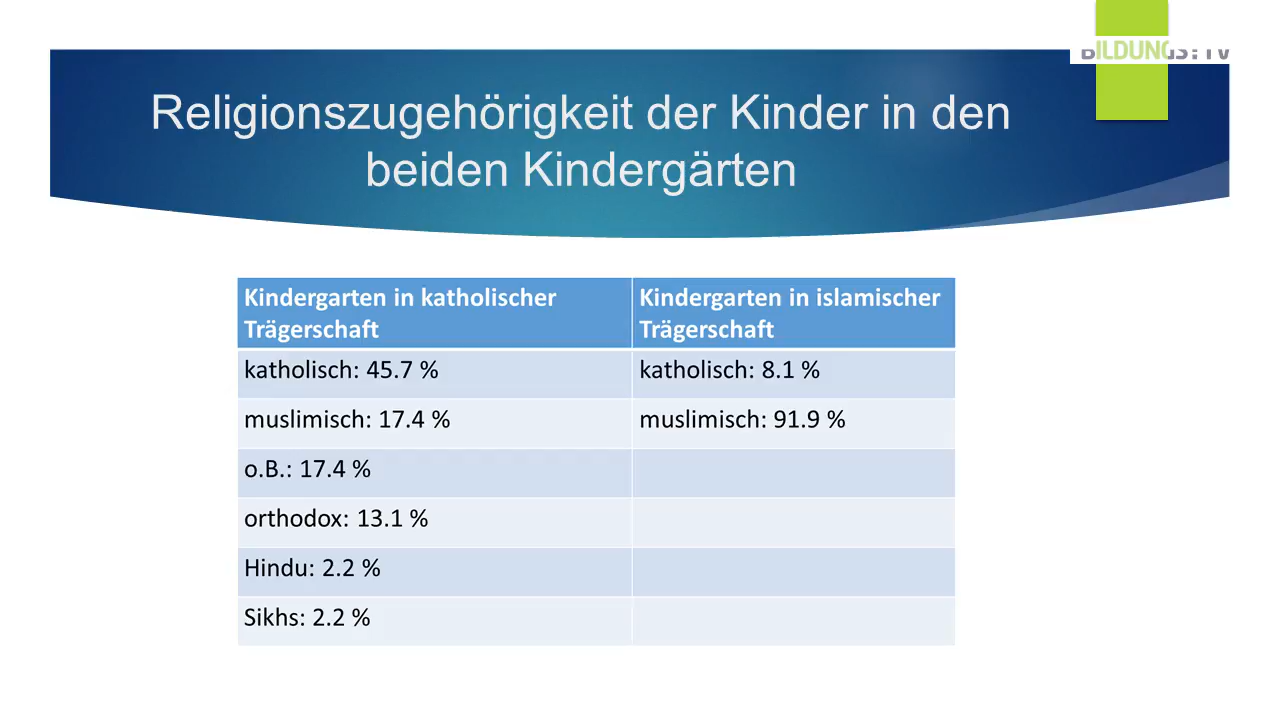 BILDUNGS:TV
Religionszugehörigkeit der Kinder in den
beiden Kindergärten
Kindergarten in katholischer
Trägerschaft
Kindergarten in islamischer
Trägerschaft
katholisch: 45.7 %
katholisch: 8.1 %
muslimisch: 17.4 %
muslimisch: 91.9 %
o.B.: 17.4 %
orthodox: 13.1 %
Hindu: 2.2 %
Sikhs: 2.2 %